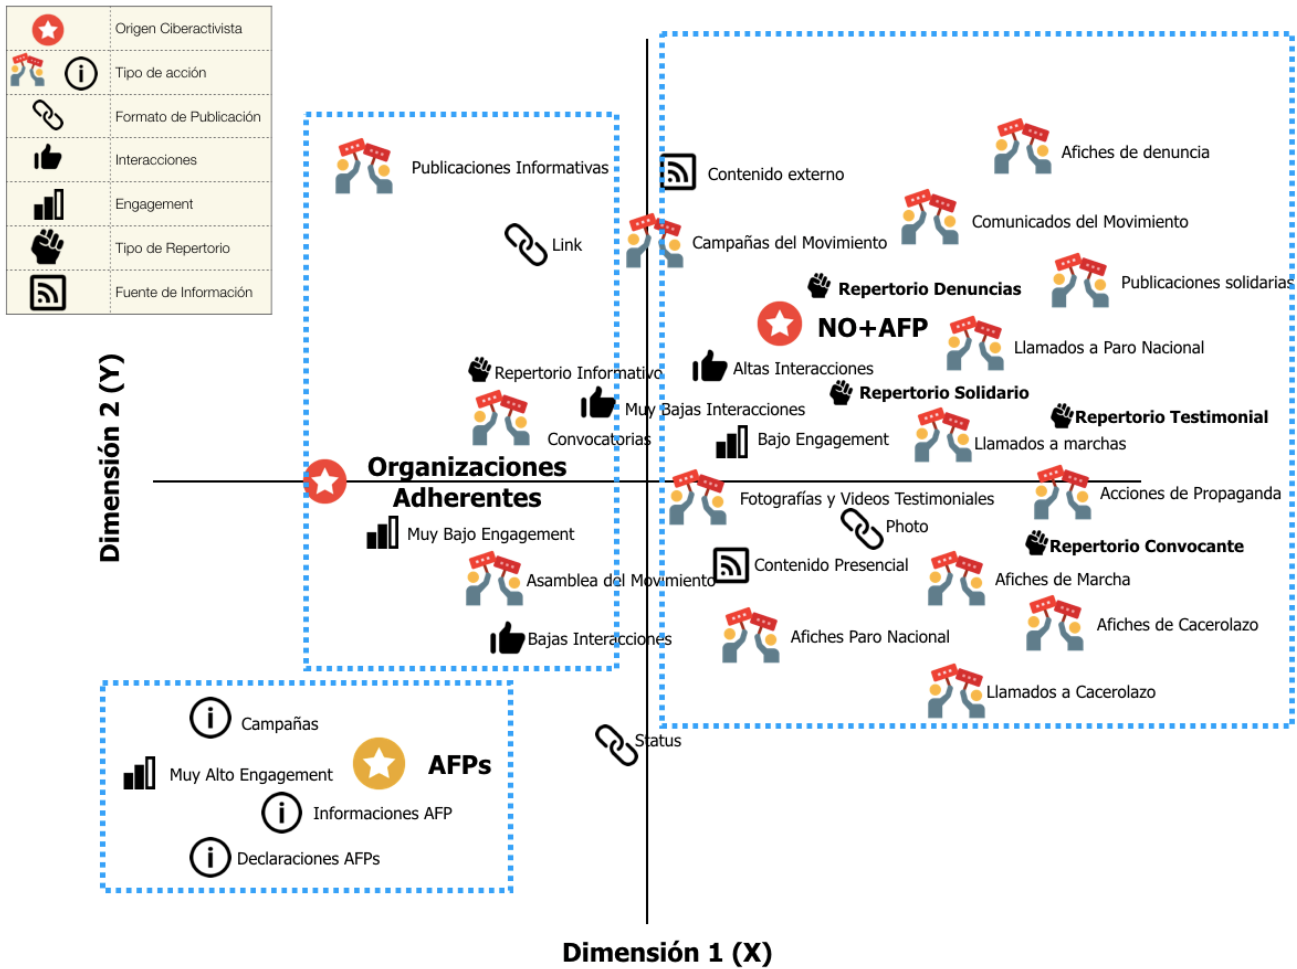 Origen Ciberactivista
Tipo de acción
Formato de Publicación
Interacciones
Engagement
Tipo de Repertorio
Fuente de Información
Publicaciones Informativas
Link
Repertorio Informativo
Muy Bajas Interacciones
Convocatorias
Organizaciones
Adherentes
Muy Bajo Engagement
Asamblea del Movimiento
Bajas Interacciones
Afiches de denuncia
Contenido externo
Comunicados del Movimiento
Campañas del Movimiento
Publicaciones solidarias
Repertorio Denuncias
NO+AFP
Llamados a Paro Nacional
Altas Interacciones
Repertorio Solidario
Repertorio Testimonial
Bajo Engagement
Llamados a marchas
Acciones de Propaganda
Fotografías y Videos Testimoniales
Photo
Repertorio Convocante
Contenido Presencial
Afiches de Marcha
Afiches de Cacerolazo
Afiches Paro Nacional
Llamados a Cacerolazo
Status
Campañas
AFPs
Muy Alto Engagement
Informaciones AFP
Declaraciones AFPs
Dimensión 2 (Y)
Dimensión 1 (X)